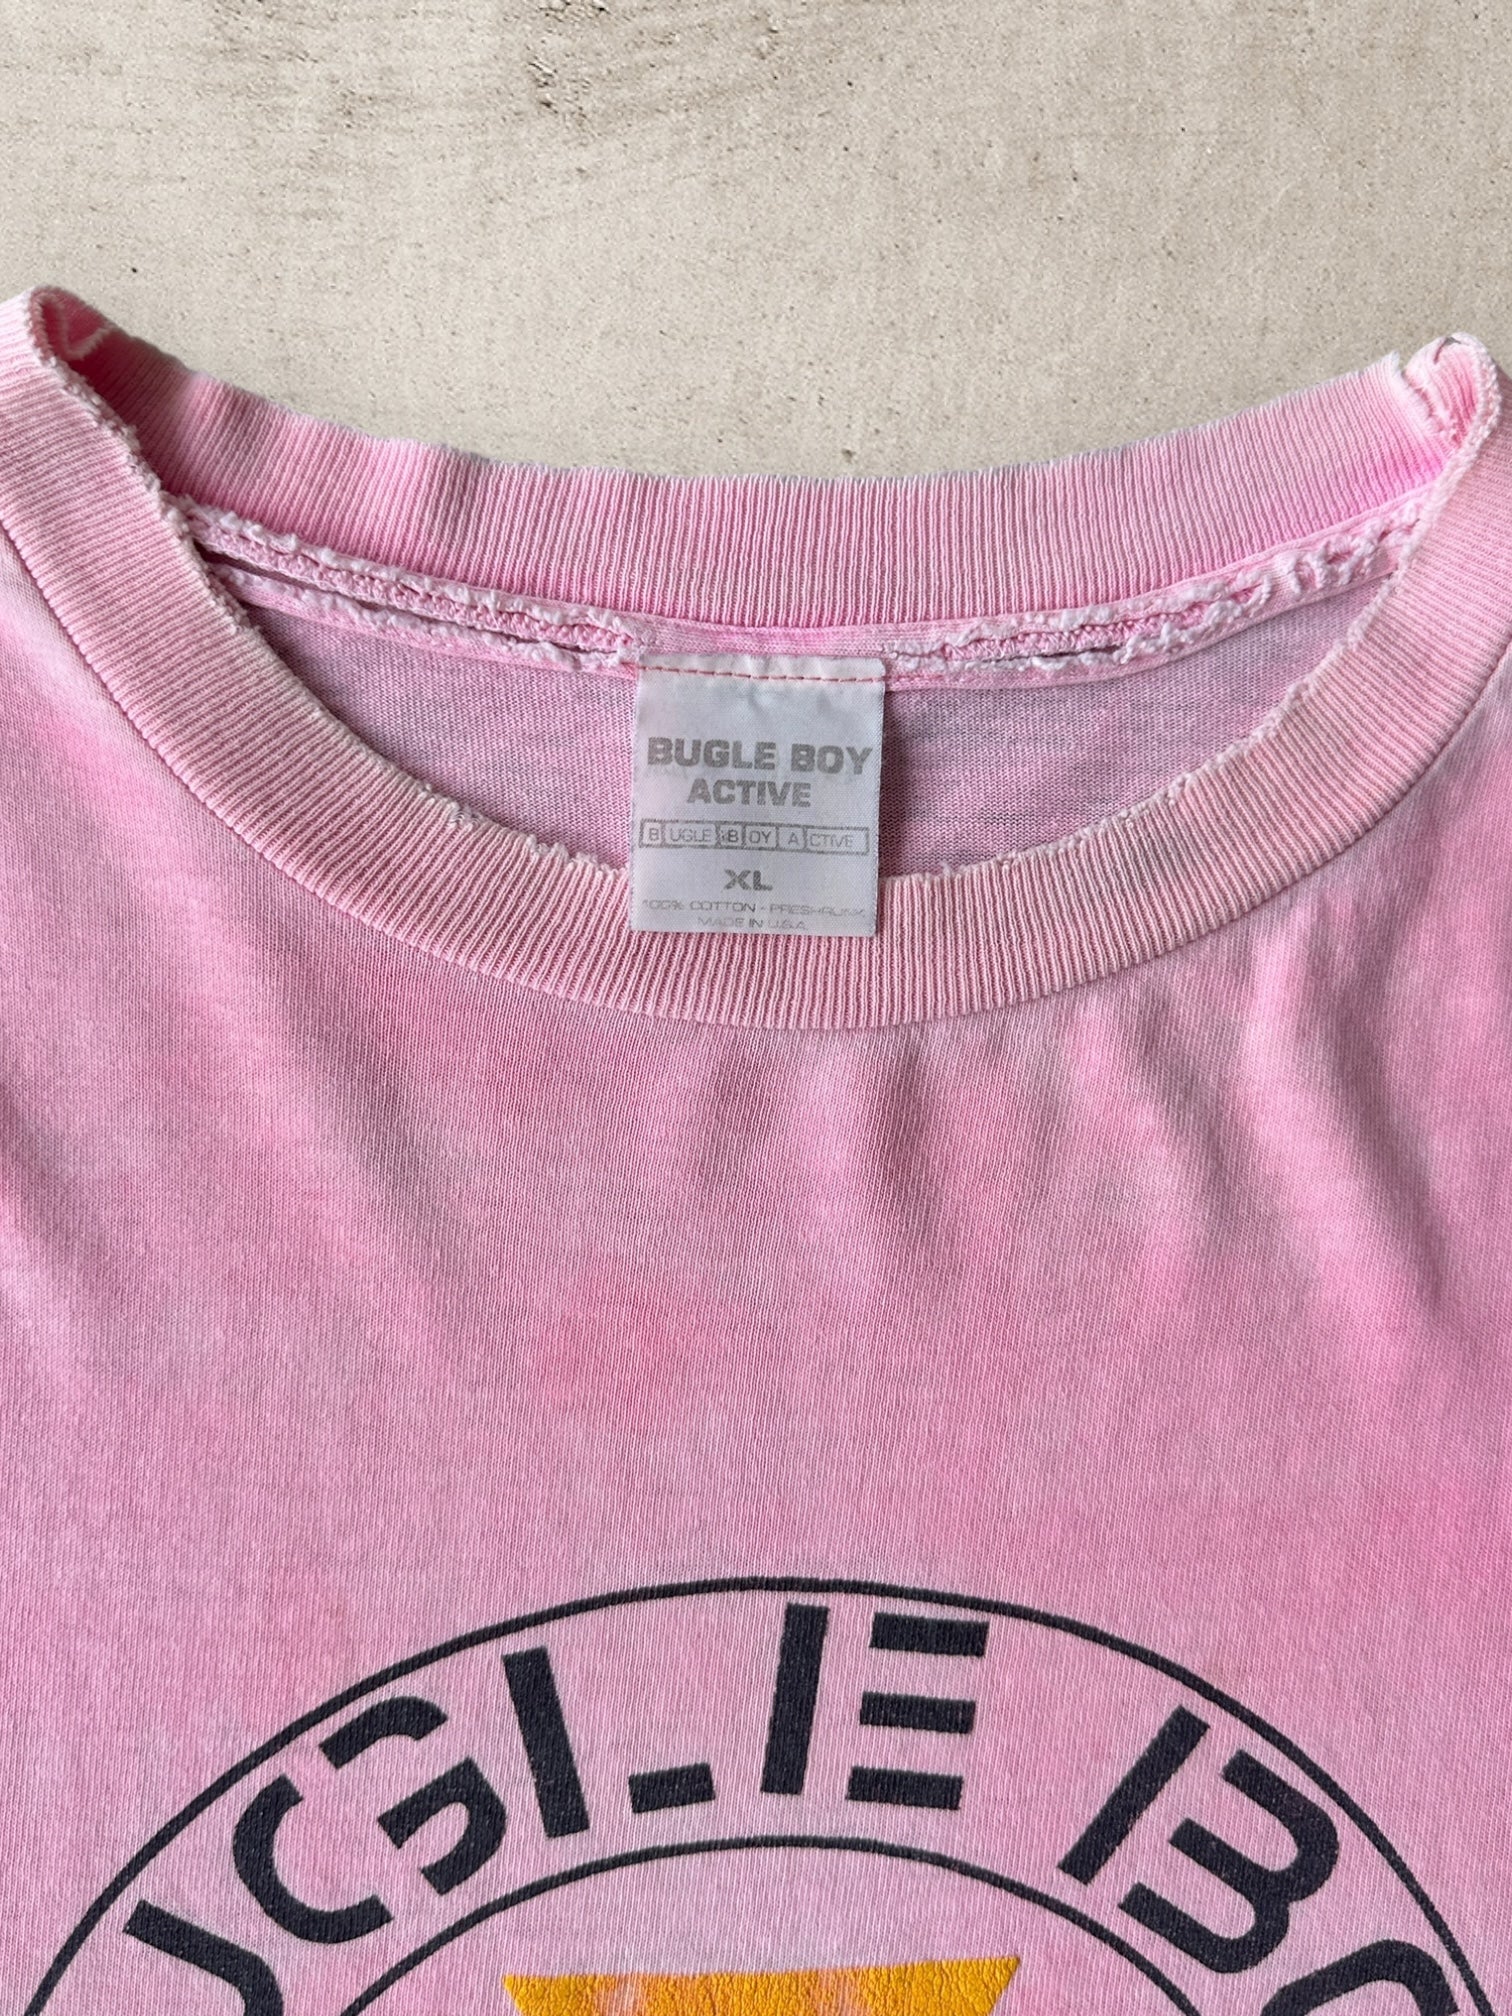 BUGLE BOY
ACTIVE
BUGLE BOY ACTIVE
XL
100% COTTON - PRESHRUNK
MADE IN U.S.A.
UGLE BO